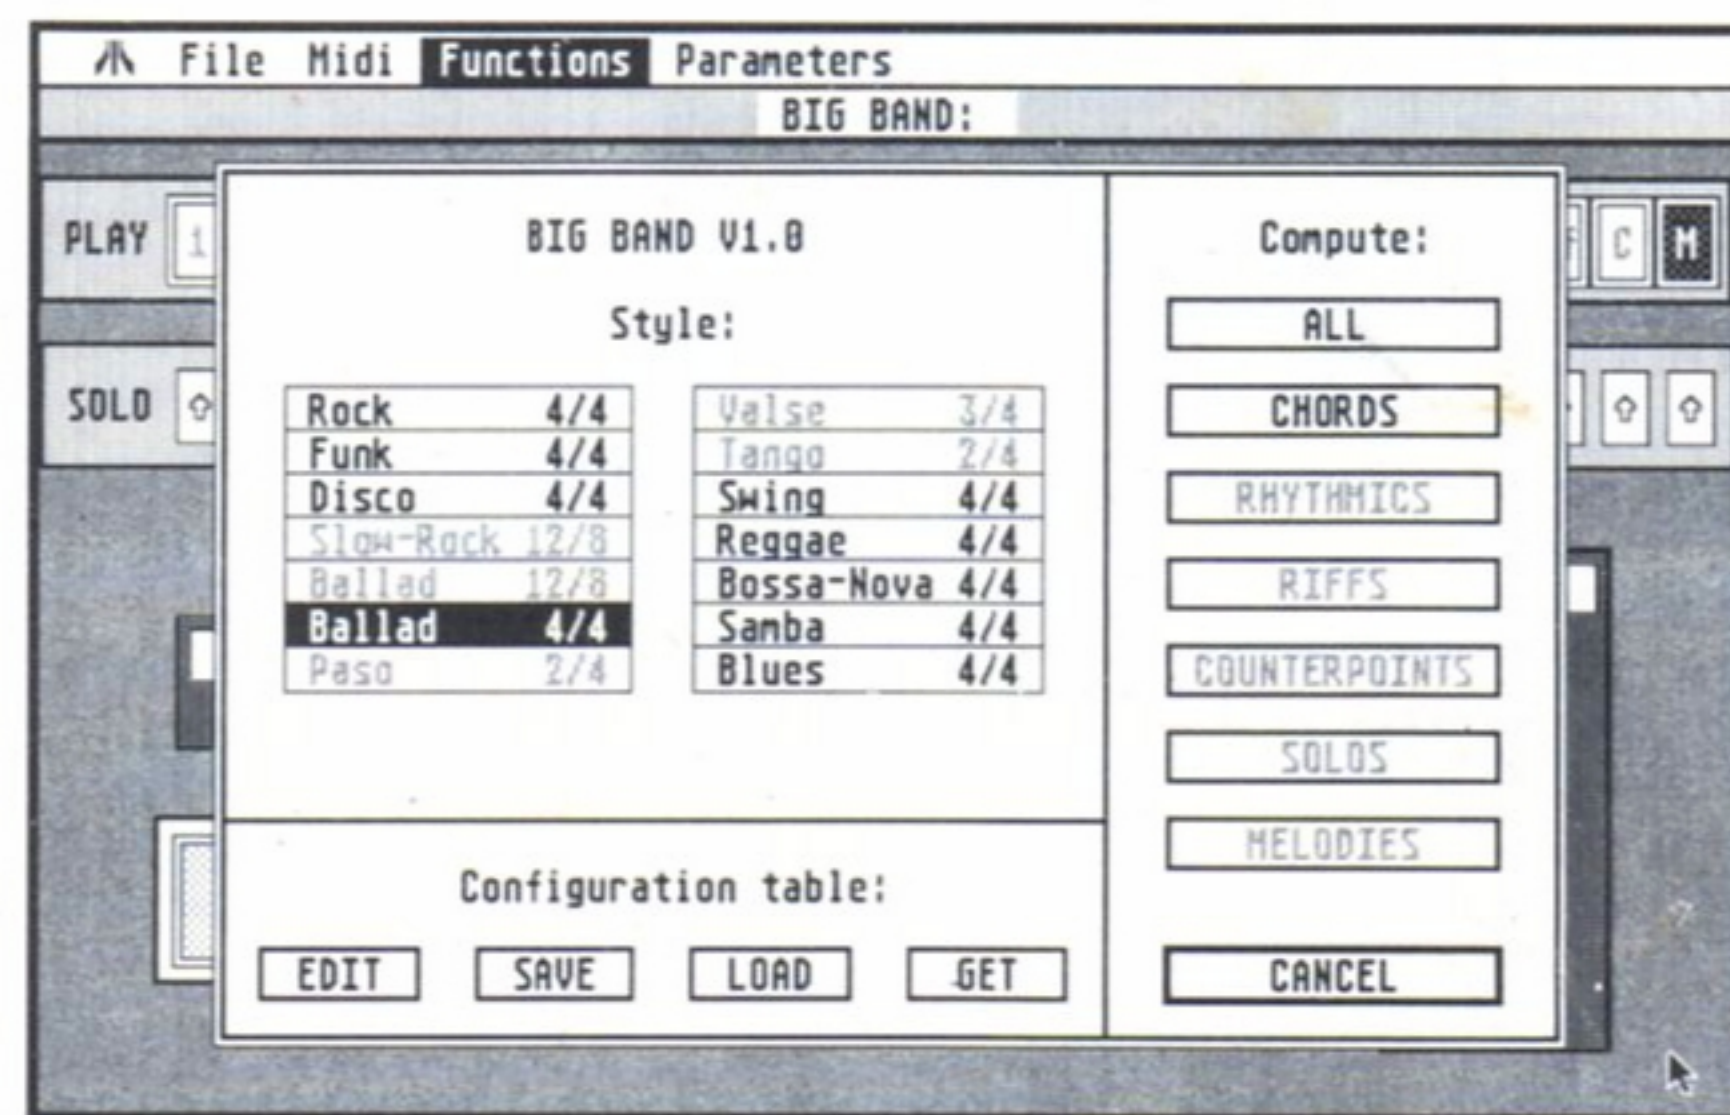 File Midi Functions Parameters
BIG BAND:
PLAY 1
C M
SOLO
BIG BAND V1.0
Style:
Rock 4/4
Funk 4/4
Disco 4/4
Slow-Rock 12/8
Ballad 12/8
Ballad 4/4
Paso 2/4
Valse 3/4
Tango 2/4
Swing 4/4
Reggae 4/4
Bossa-Nova 4/4
Samba 4/4
Blues 4/4
Configuration table:
EDIT SAVE LOAD GET
Compute:
ALL
CHORDS
RHYTHMICS
RIFFS
COUNTERPOINTS
SOLOS
MELODIES
CANCEL